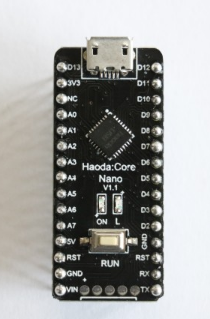 D13 D12
3V3 D11
NC D10
A0 D9
A1 D8
A2 D7
A3 D6
A4 D5
A5 D4
A6 D3
A7 D2
5V GND
RST RST
GND RX
VIN TX
Haoda:Core
Nano
V1.1
ON L
RUN